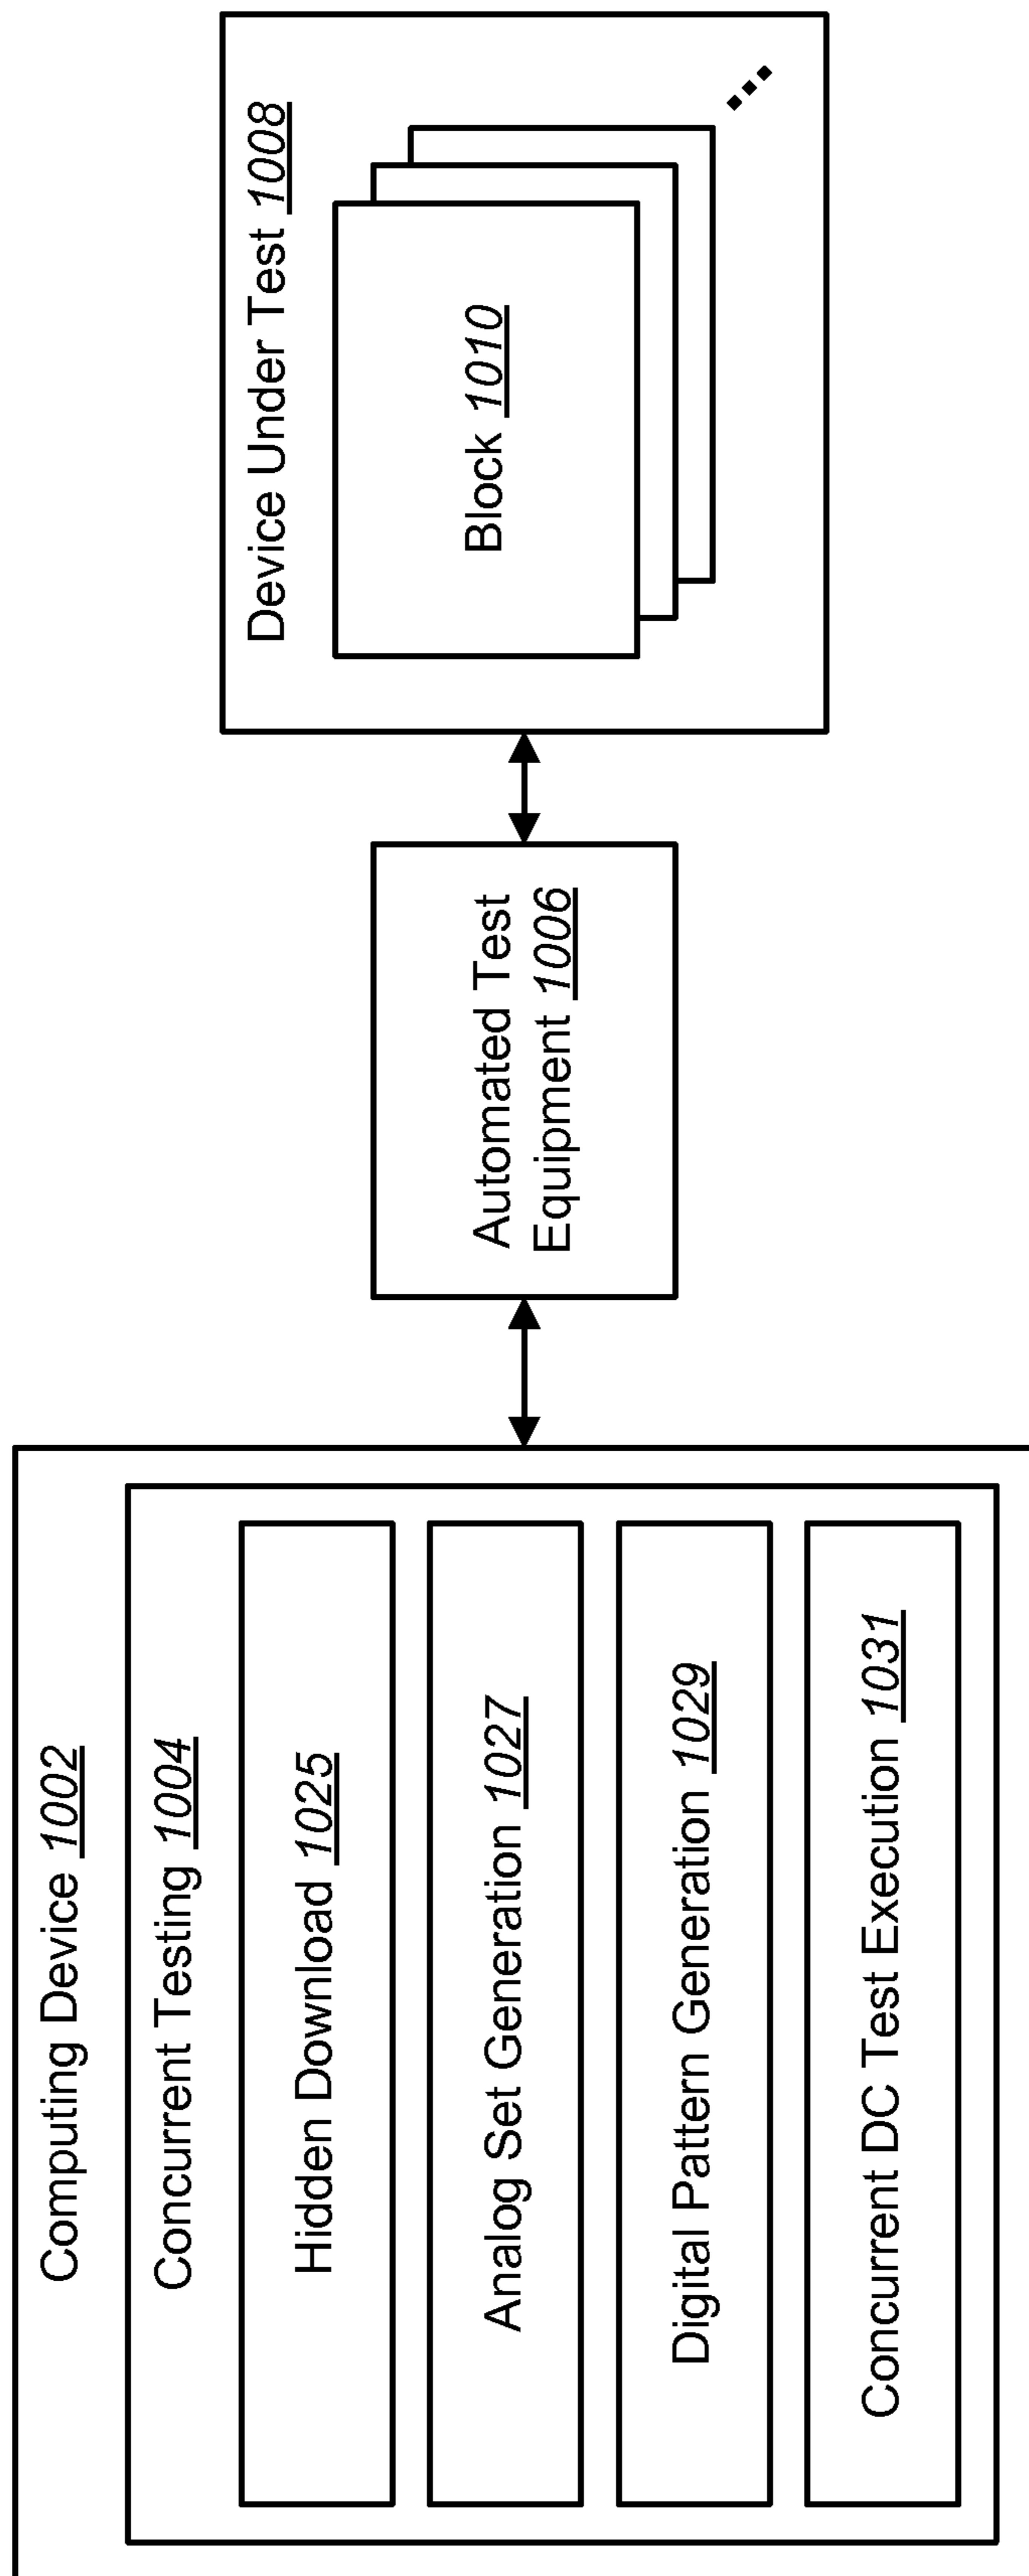 Computing Device 1002
Concurrent Testing 1004
Hidden Download 1025
Analog Set Generation 1027
Digital Pattern Generation 1029
Concurrent DC Test Execution 1031
Automated Test
Equipment 1006
Device Under Test 1008
Block 1010